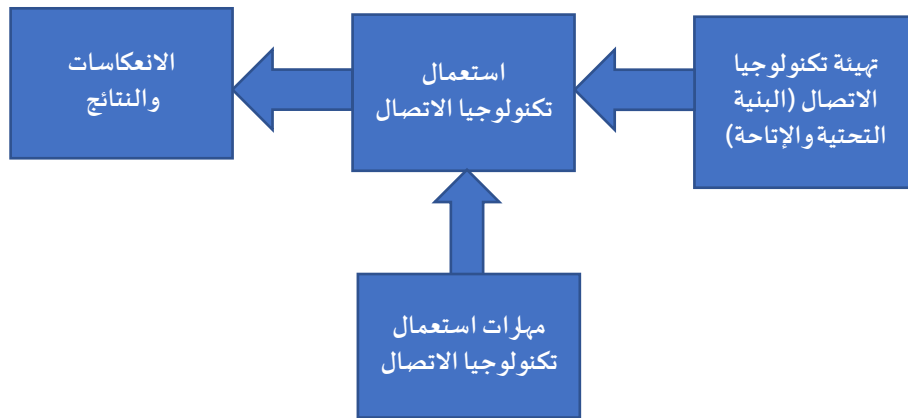 تهيئة تكنولوجيا
الاتصال (البنية
التحتية والإتاحة)
استعمال
تكنولوجيا الاتصال
الانعكاسات
والنتائج
مهارات استعمال
تكنولوجيا الاتصال